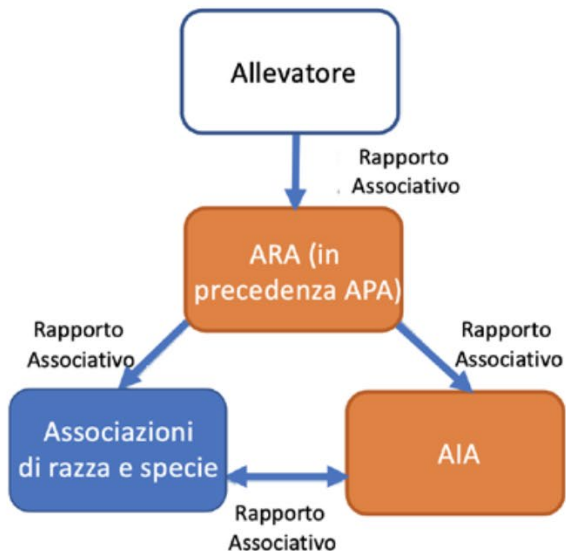 Allevatore
Rapporto
Associativo
ARA (in
precedenza APA)
Rapporto
Associativo
Rapporto
Associativo
Associazioni
di razza e specie
AIA
Rapporto
Associativo